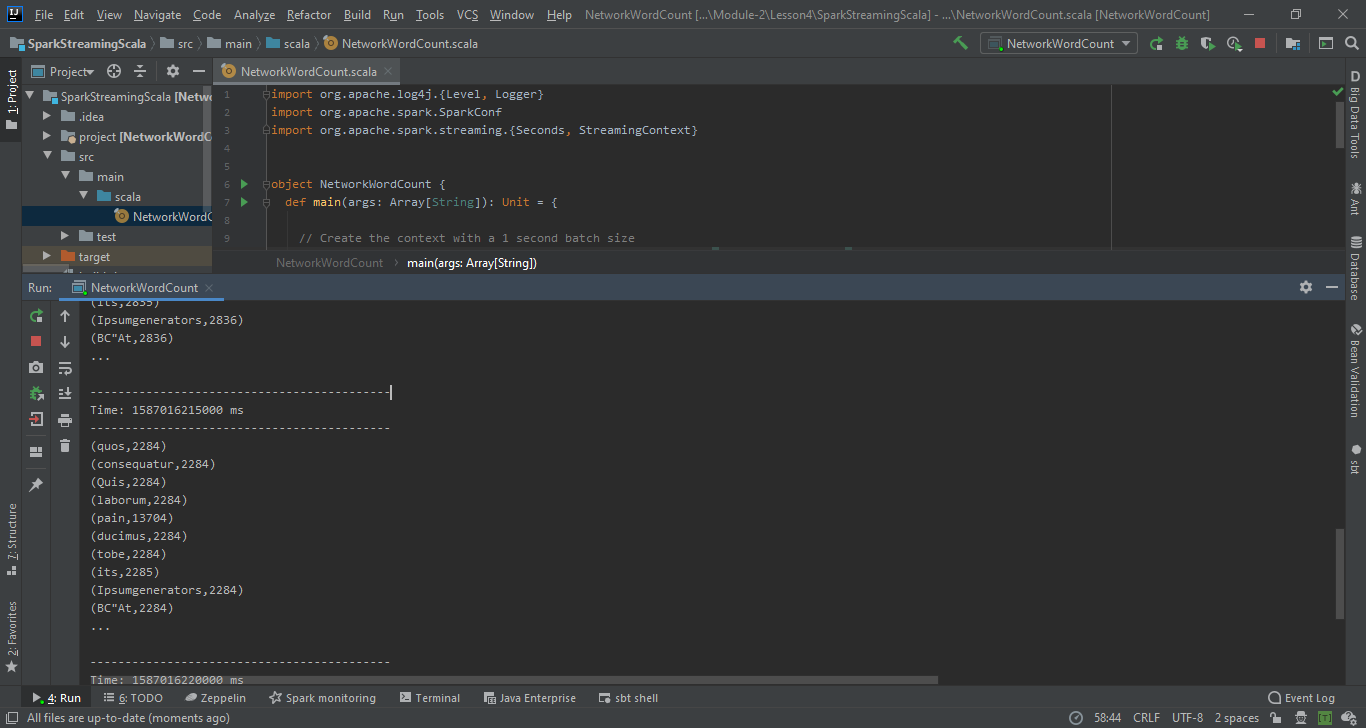 File Edit View Navigate Code Analyze Refactor Build Run Tools VCS Window Help NetworkWordCount [...\Module-2\Lesson4\SparkStreamingScala] - ...\NetworkWordCount.scala [NetworkWordCount]
SparkStreamingScala src main scala NetworkWordCount.scala NetworkWordCount
1: Project
Project
SparkStreamingScala [Netwo
.idea
project [NetworkWordC
src
main
scala
NetworkWordC
test
target
NetworkWordCount.scala
1 import org.apache.log4j.{Level, Logger}
2 import org.apache.spark.SparkConf
3 import org.apache.spark.streaming.{Seconds, StreamingContext}
4
5
6 object NetworkWordCount {
7 def main(args: Array[String]): Unit = {
8
9 // Create the context with a 1 second batch size
NetworkWordCount main(args: Array[String])
D Big Data Tools
Ant
Database
Bean Validation
sbt
Run: NetworkWordCount
(its,2835)
(Ipsumgenerators,2836)
(BC"At,2836)
...
-------------------------------------------
Time: 1587016215000 ms
-------------------------------------------
(quos,2284)
(consequatur,2284)
(Quis,2284)
(laborum,2284)
(pain,13704)
(ducimus,2284)
(tobe,2284)
(its,2285)
(Ipsumgenerators,2284)
(BC"At,2284)
...
-------------------------------------------
Time: 1587016220000 ms
7: Structure
2: Favorites
4: Run 6: TODO Zeppelin Spark monitoring Terminal Java Enterprise sbt shell Event Log
All files are up-to-date (moments ago) 58:44 CRLF UTF-8 2 spaces [T]